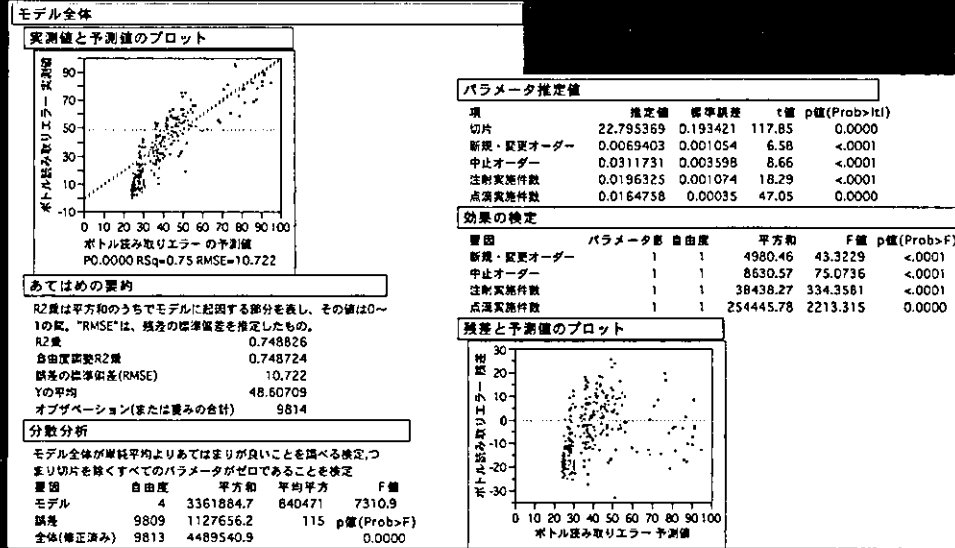 モデル全体
実測値と予測値のプロット
ボトル読み取りエラー 実測値
90
70
50
30
10
-10
0 10 20 30 40 50 60 70 80 90 100
ボトル読み取りエラー の予測値
P0.0000 RSq=0.75 RMSE=10.722
あてはめの要約
R2乗は平方和のうちでモデルに起因する部分を表し、その値は0〜
1の間。"RMSE"は、残差の標準偏差を推定したもの。
R2乗 0.748826
自由度調整R2乗 0.748724
誤差の標準偏差(RMSE) 10.722
Yの平均 48.60709
オブザベーション(または重みの合計) 9814
分散分析
モデル全体が単純平均よりあてはまりが良いことを調べる検定,つ
まり切片を除くすべてのパラメータがゼロであることを検定
要因 自由度 平方和 平均平方 F値
モデル 4 3361884.7 840471 7310.9
誤差 9809 1127656.2 115 p値(Prob>F)
全体(修正済み) 9813 4489540.9 0.0000
パラメータ推定値
項 推定値 標準誤差 t値 p値(Prob>|t|)
切片 22.795369 0.193421 117.85 0.0000
新規・変更オーダー 0.0069403 0.001054 6.58 <.0001
中止オーダー 0.0311731 0.003598 8.66 <.0001
注射実施件数 0.0196325 0.001074 18.29 <.0001
点滴実施件数 0.0164758 0.00035 47.05 0.0000
効果の検定
要因 パラメータ数 自由度 平方和 F値 p値(Prob>F)
新規・変更オーダー 1 1 4980.46 43.3229 <.0001
中止オーダー 1 1 8630.57 75.0736 <.0001
注射実施件数 1 1 38438.27 334.3581 <.0001
点滴実施件数 1 1 254445.78 2213.315 0.0000
残差と予測値のプロット
ボトル読み取りエラー 残差
30
20
10
0
-10
-20
-30
0 10 20 30 40 50 60 70 80 90 100
ボトル読み取りエラー 予測値